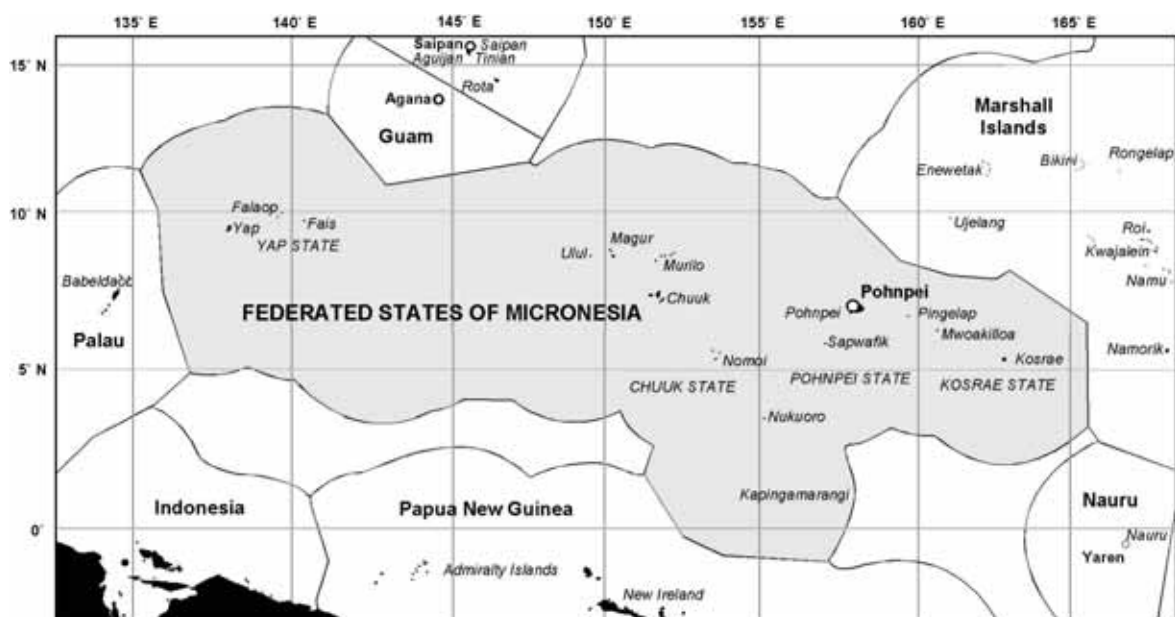 135° E 140° E 145° E 150° E 155° E 160° E 165° E
15° N
10° N
5° N
0°
Saipan Saipan
Aguijan Tinian
Rota
Agana
Guam
Marshall
Islands
Enewetak
Bikini
Rongelap
Ujelang
Roi
Kwajalein
Namu
Namorik
Falaop
Yap
Fais
YAP STATE
Ulul
Magur
Murilo
Chuuk
Babeldaob
Palau
FEDERATED STATES OF MICRONESIA
Pohnpei
Pohnpei
Pingelap
Mwoakilloa
Sapwafik
Kosrae
Nomoi
CHUUK STATE
POHNPEI STATE
KOSRAE STATE
Nukuoro
Kapingamarangi
Indonesia
Papua New Guinea
Nauru
Nauru
Yaren
Admiralty Islands
New Ireland